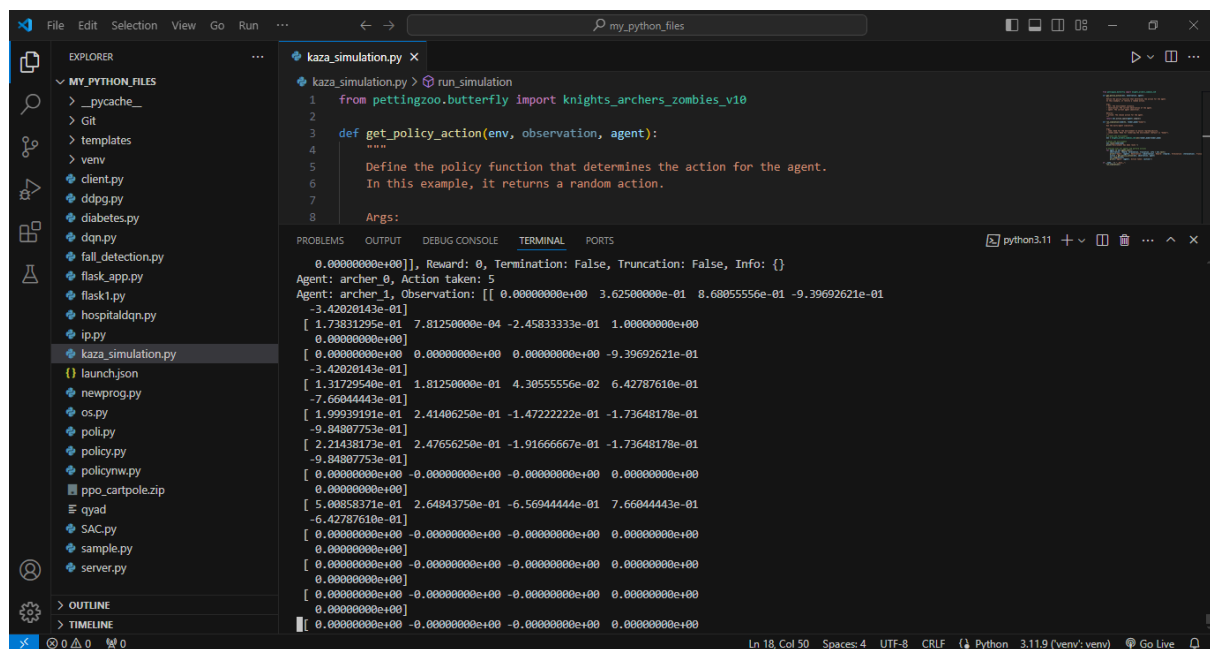 File Edit Selection View Go Run ···
my_python_files
EXPLORER ···
MY_PYTHON_FILES
__pycache__
Git
templates
venv
client.py
ddpg.py
diabetes.py
dqn.py
fall_detection.py
flask_app.py
flask1.py
hospitaldqn.py
ip.py
kaza_simulation.py
{} launch.json
newprog.py
os.py
poli.py
policy.py
policynw.py
ppo_cartpole.zip
qyad
SAC.py
sample.py
server.py
OUTLINE
TIMELINE
kaza_simulation.py
kaza_simulation.py > run_simulation
1 from pettingzoo.butterfly import knights_archers_zombies_v10
2
3 def get_policy_action(env, observation, agent):
4 """
5 Define the policy function that determines the action for the agent.
6 In this example, it returns a random action.
7
8 Args:
PROBLEMS OUTPUT DEBUG CONSOLE TERMINAL PORTS python3.11
0.00000000e+00]], Reward: 0, Termination: False, Truncation: False, Info: {}
Agent: archer_0, Action taken: 5
Agent: archer_1, Observation: [[ 0.00000000e+00 3.62500000e-01 8.68055556e-01 -9.39692621e-01
-3.42020143e-01]
[ 1.73831295e-01 7.81250000e-04 -2.45833333e-01 1.00000000e+00
0.00000000e+00]
[ 0.00000000e+00 0.00000000e+00 0.00000000e+00 -9.39692621e-01
-3.42020143e-01]
[ 1.31729540e-01 1.81250000e-01 4.30555556e-02 6.42787610e-01
-7.66044443e-01]
[ 1.99939191e-01 2.41406250e-01 -1.47222222e-01 -1.73648178e-01
-9.84807753e-01]
[ 2.21438173e-01 2.47656250e-01 -1.91666667e-01 -1.73648178e-01
-9.84807753e-01]
[ 0.00000000e+00 -0.00000000e+00 -0.00000000e+00 0.00000000e+00
0.00000000e+00]
[ 5.00858371e-01 2.64843750e-01 -6.56944444e-01 7.66044443e-01
-6.42787610e-01]
[ 0.00000000e+00 -0.00000000e+00 -0.00000000e+00 0.00000000e+00
0.00000000e+00]
[ 0.00000000e+00 -0.00000000e+00 -0.00000000e+00 0.00000000e+00
0.00000000e+00]
[ 0.00000000e+00 -0.00000000e+00 -0.00000000e+00 0.00000000e+00
0.00000000e+00]
[ 0.00000000e+00 -0.00000000e+00 -0.00000000e+00 0.00000000e+00
0 0 0 Ln 18, Col 50 Spaces: 4 UTF-8 CRLF Python 3.11.9 ('venv': venv) Go Live